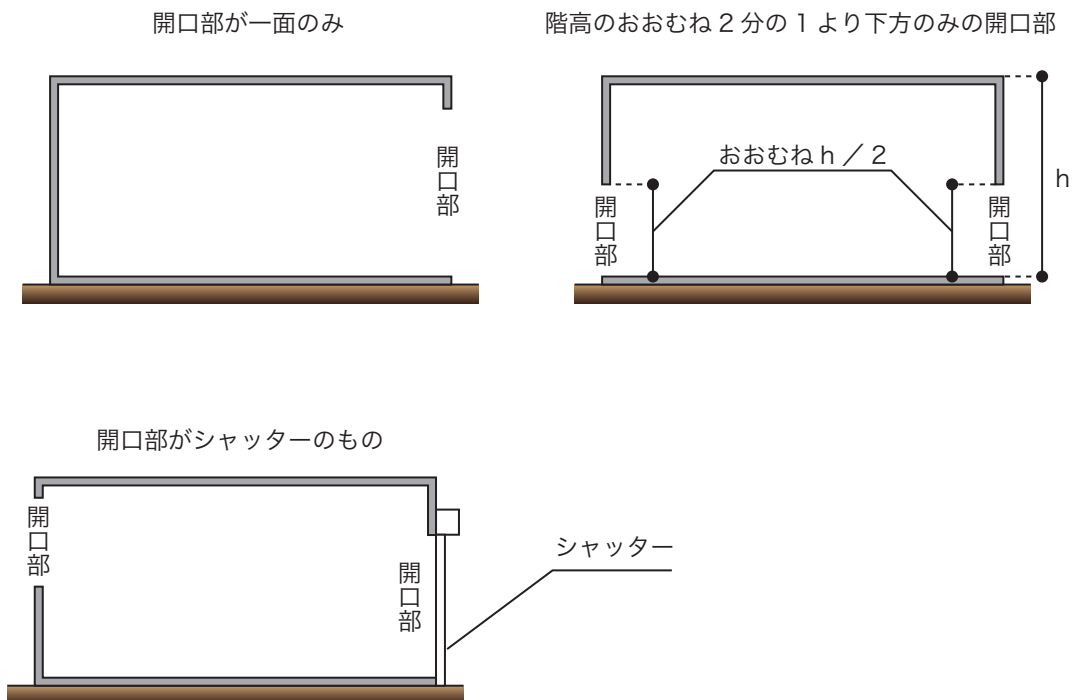 開口部が一面のみ
開口部
階高のおおむね 2 分の 1 より下方のみの開口部
おおむね h ／ 2
開口部
開口部
h
開口部がシャッターのもの
開口部
開口部
シャッター